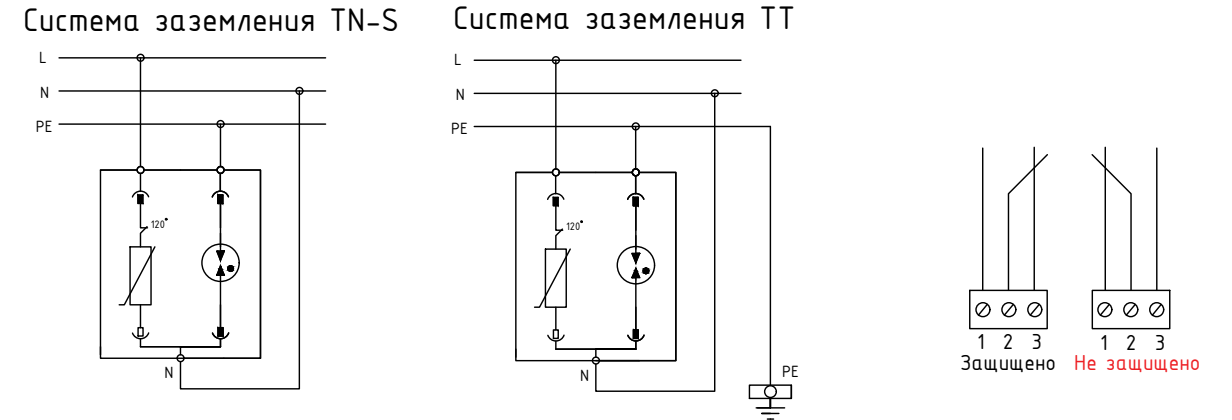 Система заземления TN-S
L
N
PE
120°
N
Система заземления TT
L
N
PE
120°
N
PE
1 2 3
Защищено
1 2 3
Не защищено